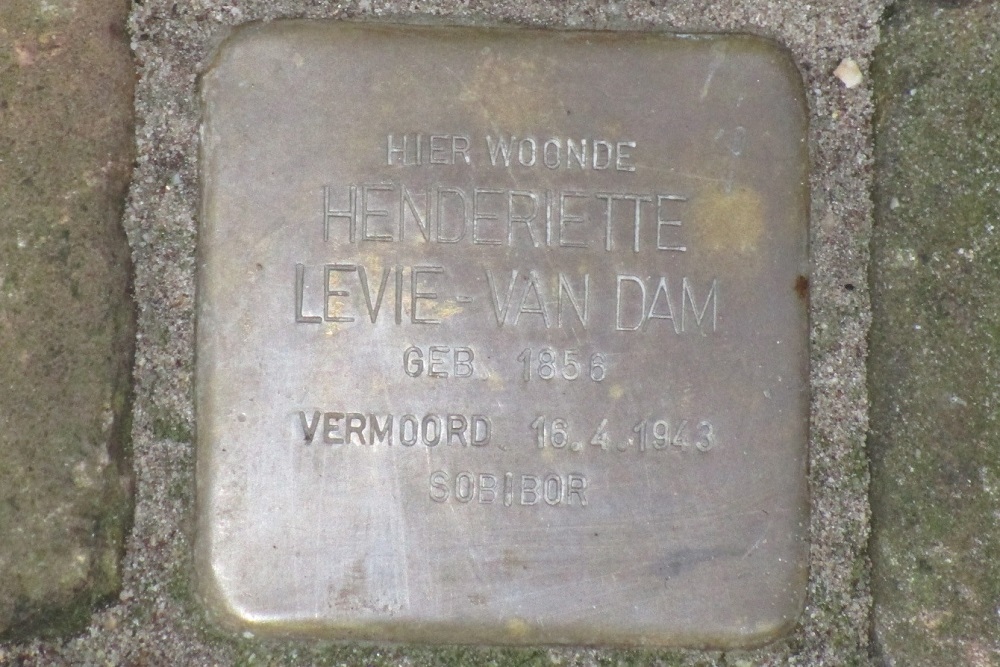 HIER WOONDE
HENDERIETTE
LEVIE - VAN DAM
GEB. 1856
VERMOORD 16.4.1943
SOBIBOR